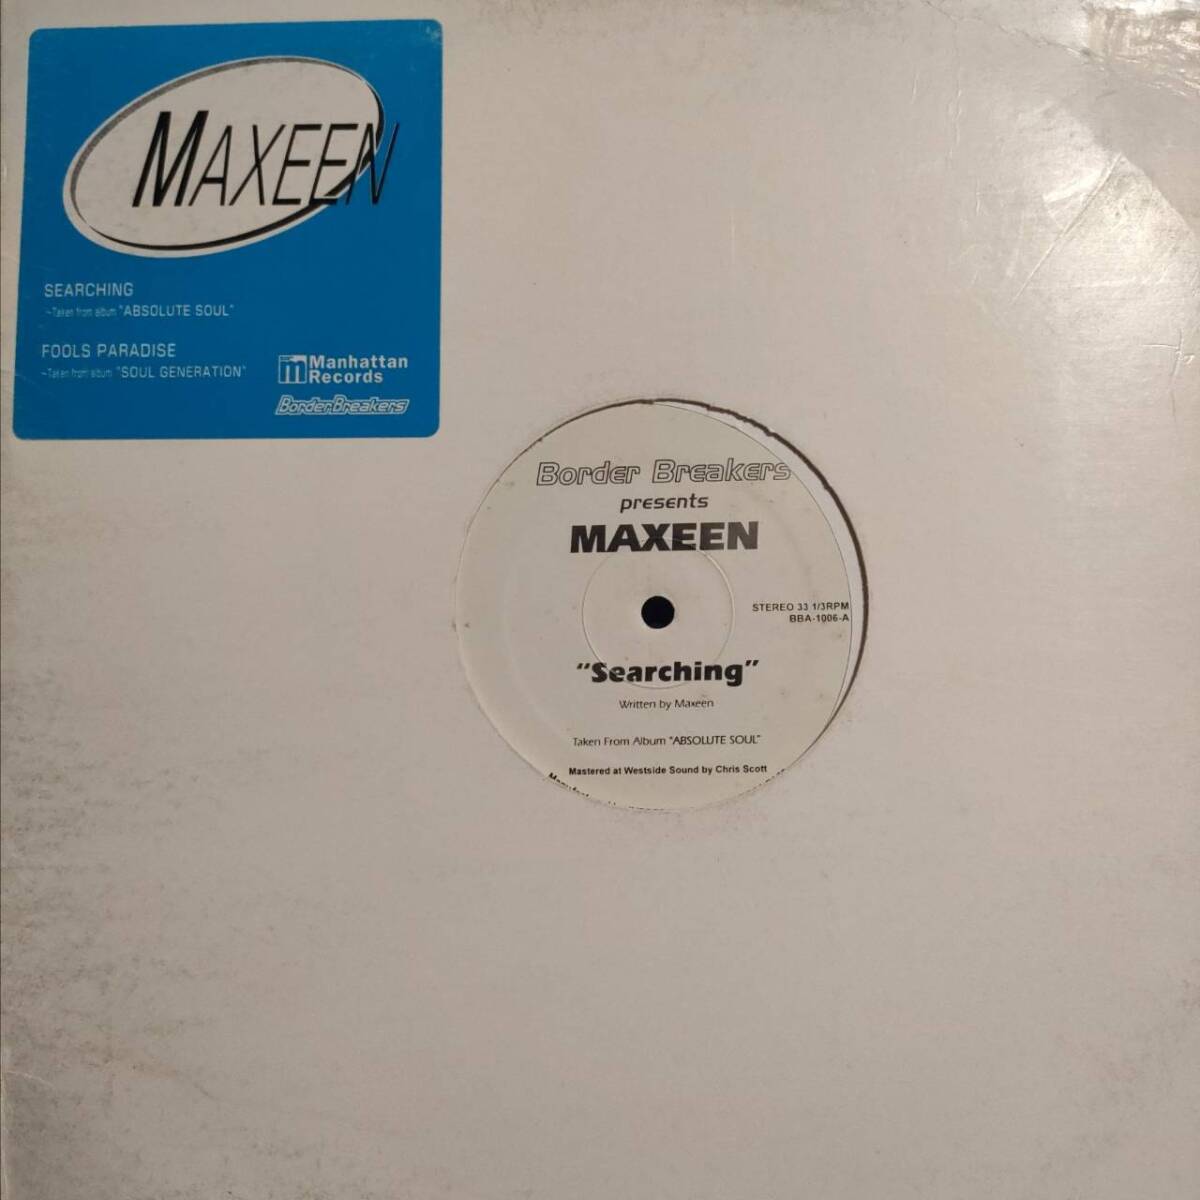 MAXEEN
SEARCHING
~Taken from album "ABSOLUTE SOUL"
FOOLS PARADISE
~Taken from album "SOUL GENERATION"
Manhattan
Records
BorderBreakers
Border Breakers
presents
MAXEEN
STEREO 33 1/3RPM
BBA-1006-A
"Searching"
Written by Maxeen
Taken From Album "ABSOLUTE SOUL"
Mastered at Westside Sound by Chris Scott